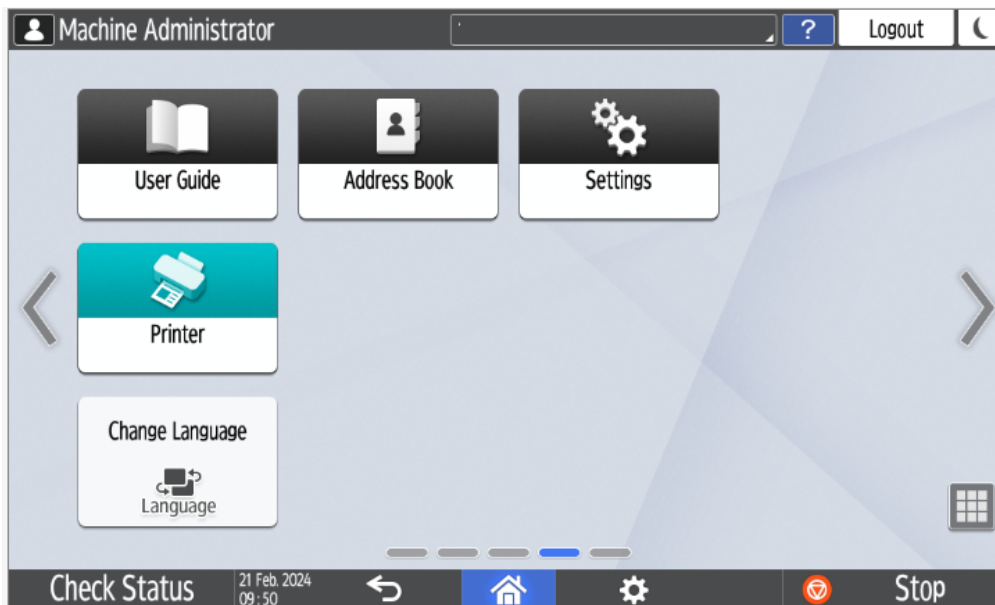 Machine Administrator
?
Logout
User Guide
Address Book
Settings
Printer
Change Language
Language
Check Status
21 Feb. 2024
09:50
Stop